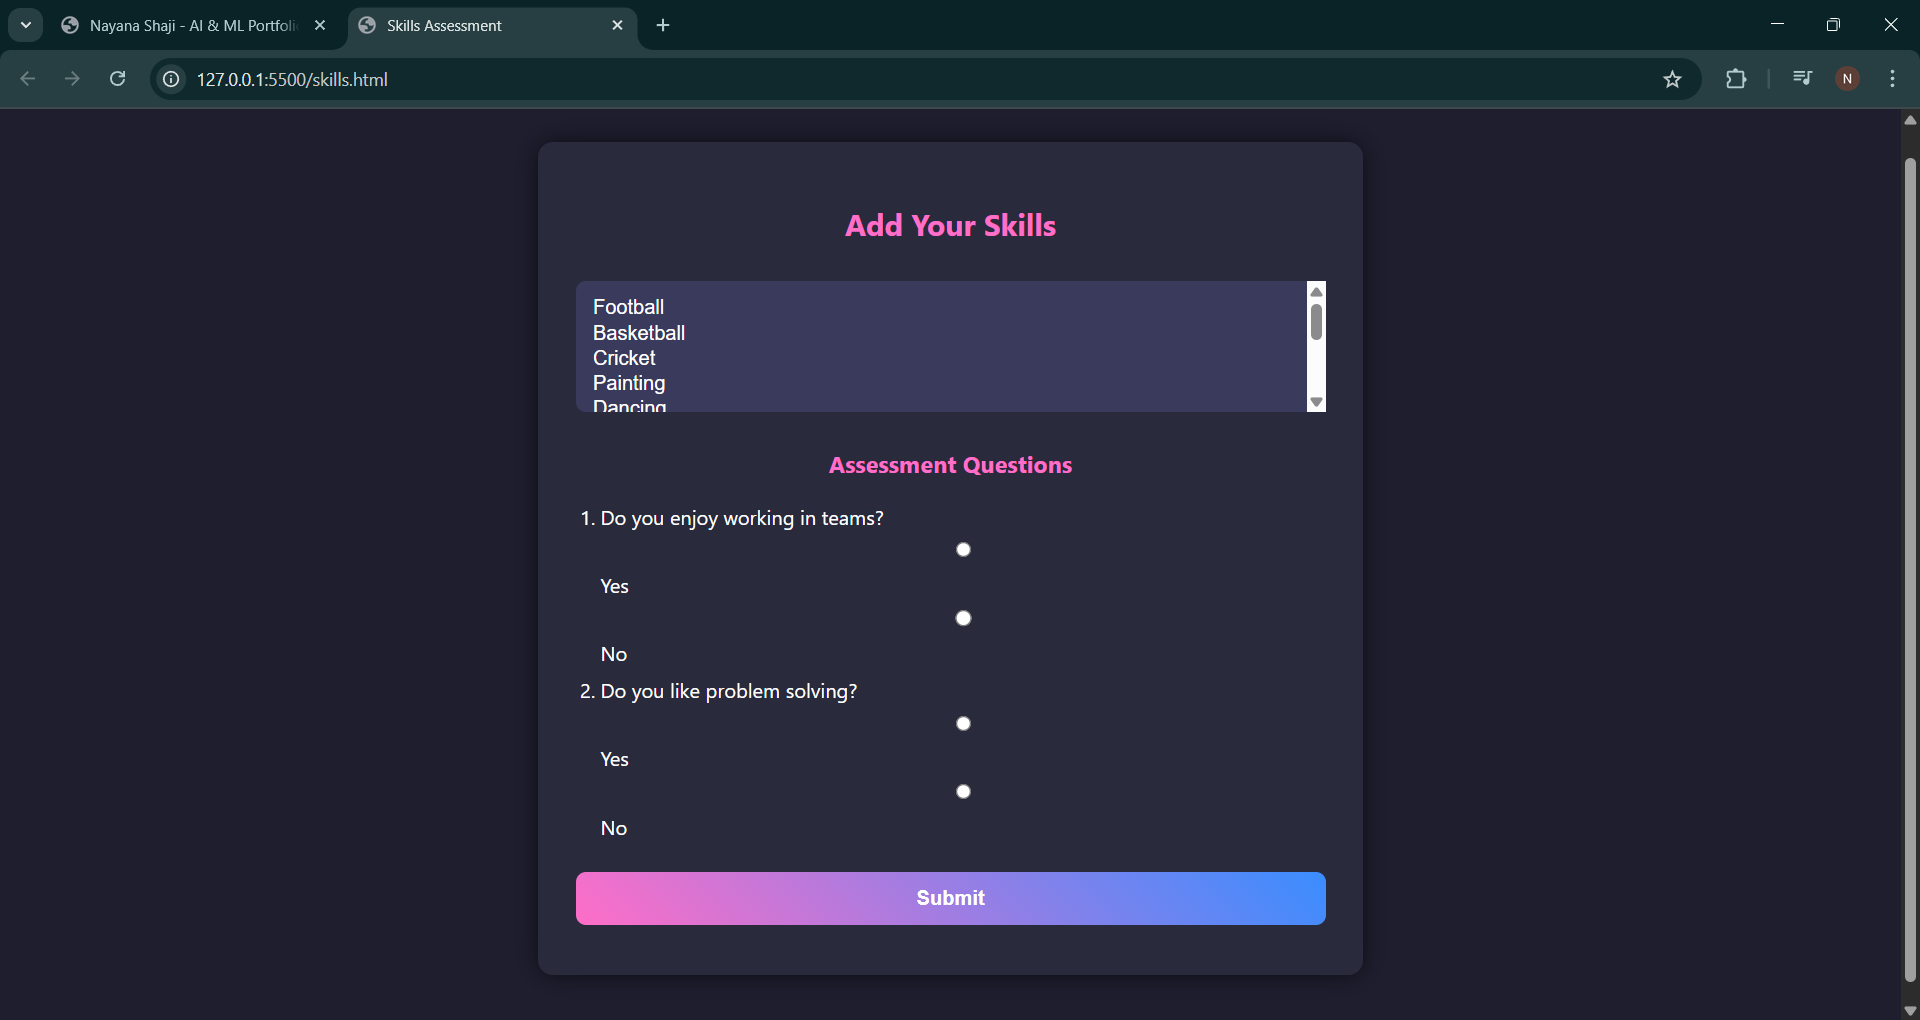 Nayana Shaji - AI & ML Portfoli
Skills Assessment
127.0.0.1:5500/skills.html
N
Add Your Skills
Football
Basketball
Cricket
Painting
Dancing
Assessment Questions
1. Do you enjoy working in teams?
Yes
No
2. Do you like problem solving?
Yes
No
Submit